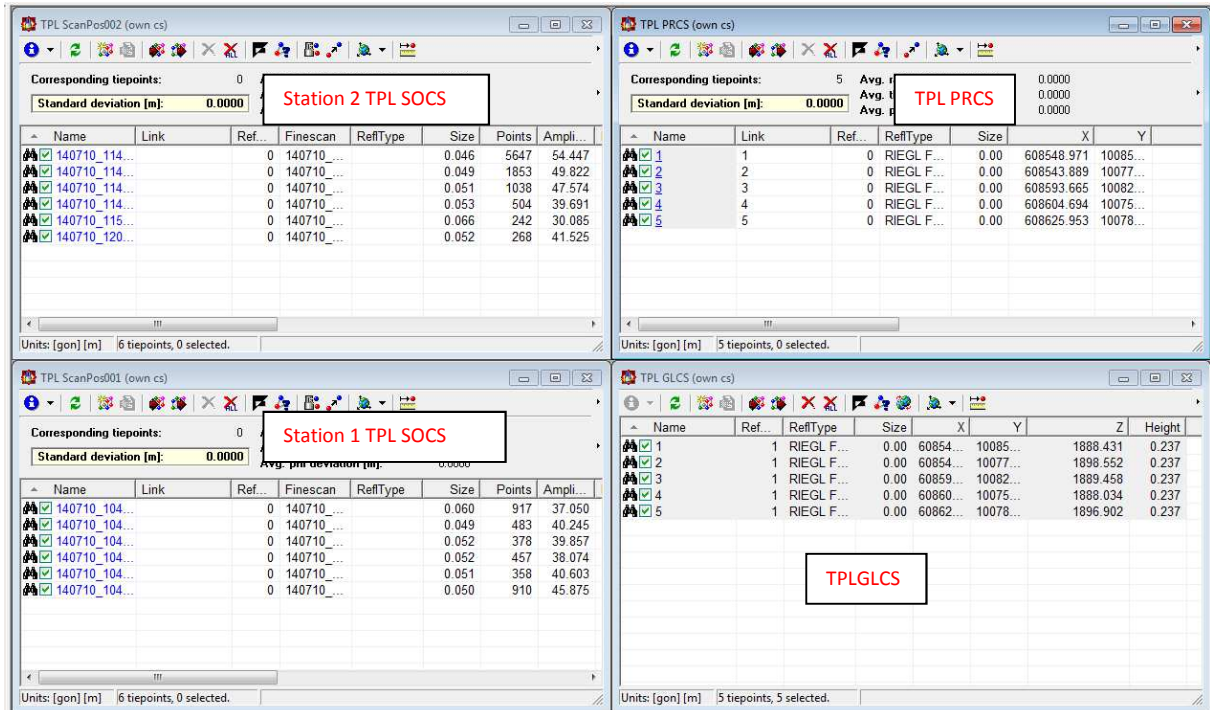 TPL ScanPos002 (own cs)
Corresponding tiepoints: 0
Standard deviation [m]: 0.0000
Station 2 TPL SOCS
Name Link Ref... Finescan ReflType Size Points Ampli...
140710_114... 0 140710_... 0.046 5647 54.447
140710_114... 0 140710_... 0.049 1853 49.822
140710_114... 0 140710_... 0.051 1038 47.574
140710_114... 0 140710_... 0.053 504 39.691
140710_115... 0 140710_... 0.066 242 30.085
140710_120... 0 140710_... 0.052 268 41.525
Units: [gon] [m] 6 tiepoints, 0 selected.
TPL PRCS (own cs)
Corresponding tiepoints: 5 Avg. 0.0000
Standard deviation [m]: 0.0000 Avg. 0.0000
Avg. 0.0000
TPL PRCS
Name Link Ref... ReflType Size X Y
1 1 0 RIEGL F... 0.00 608548.971 10085...
2 2 0 RIEGL F... 0.00 608543.889 10077...
3 3 0 RIEGL F... 0.00 608593.665 10082...
4 4 0 RIEGL F... 0.00 608604.694 10075...
5 5 0 RIEGL F... 0.00 608625.953 10078...
Units: [gon] [m] 5 tiepoints, 0 selected.
TPL ScanPos001 (own cs)
Corresponding tiepoints: 0
Standard deviation [m]: 0.0000
Avg. phi deviation [m]: 0.0000
Station 1 TPL SOCS
Name Link Ref... Finescan ReflType Size Points Ampli...
140710_104... 0 140710_... 0.060 917 37.050
140710_104... 0 140710_... 0.049 483 40.245
140710_104... 0 140710_... 0.052 378 39.857
140710_104... 0 140710_... 0.052 457 38.074
140710_104... 0 140710_... 0.051 358 40.603
140710_104... 0 140710_... 0.050 910 45.875
Units: [gon] [m] 6 tiepoints, 0 selected.
TPL GLCS (own cs)
Name Ref... ReflType Size X Y Z Height
1 1 RIEGL F... 0.00 60854... 10085... 1888.431 0.237
2 1 RIEGL F... 0.00 60854... 10077... 1898.552 0.237
3 1 RIEGL F... 0.00 60859... 10082... 1889.458 0.237
4 1 RIEGL F... 0.00 60860... 10075... 1888.034 0.237
5 1 RIEGL F... 0.00 60862... 10078... 1896.902 0.237
TPLGLCS
Units: [gon] [m] 5 tiepoints, 5 selected.